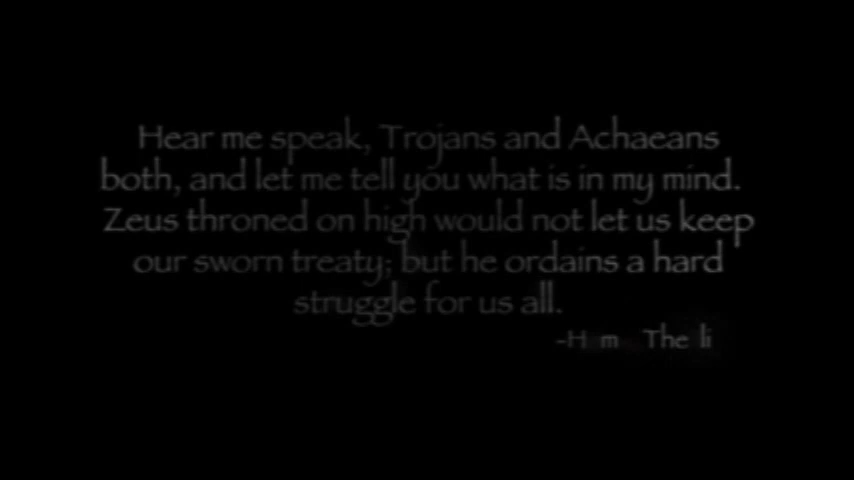 Hear me speak, Trojans and Achaeans
both, and let me tell you what is in my mind.
Zeus throned on high would not let us keep
our sworn treaty; but he ordains a hard
struggle for us all.
The